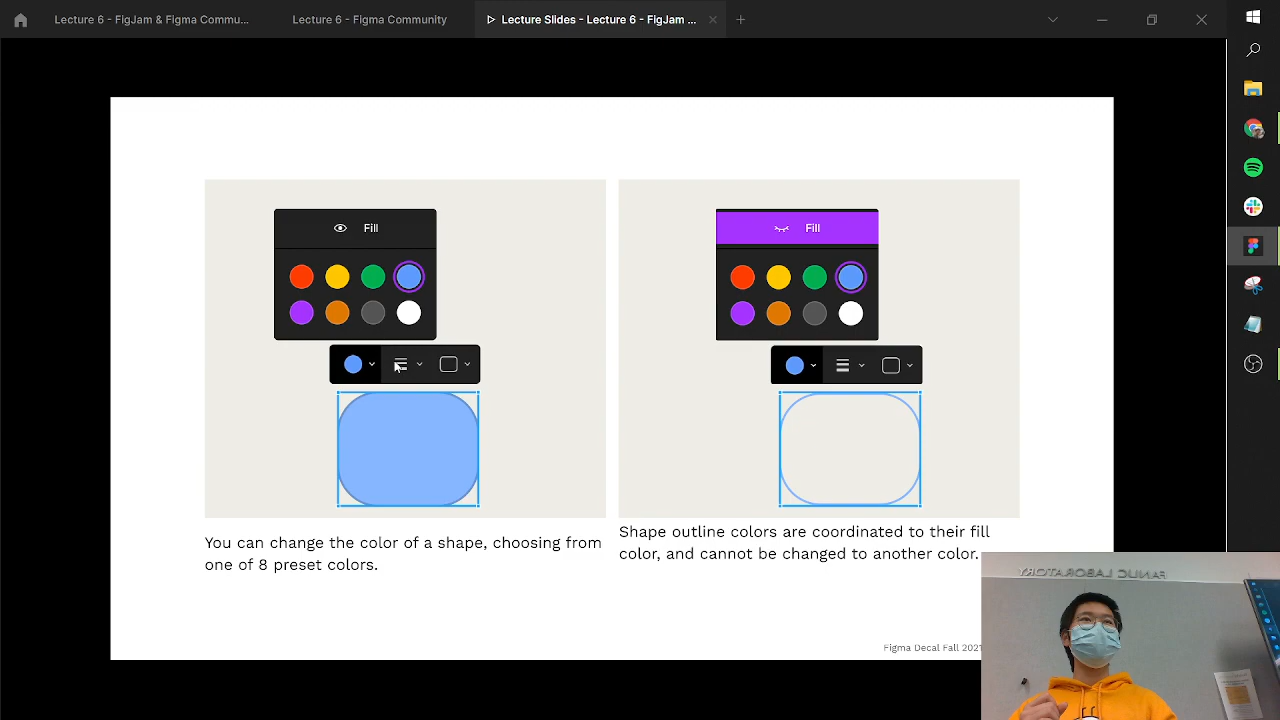 Lecture 6 - FigJam & Figma Commu...
Lecture 6 - Figma Community
Lecture Slides - Lecture 6 - FigJam ...
Fill
Fill
You can change the color of a shape, choosing from
one of 8 preset colors.
Shape outline colors are coordinated to their fill
color, and cannot be changed to another color.
Figma Decal Fall 2021
FANUC LABORATORY